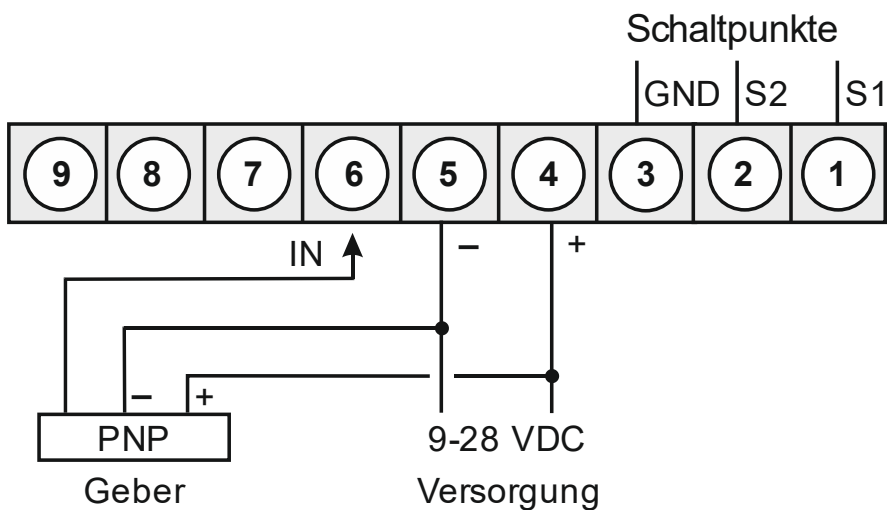 Schaltpunkte
GND S2 S1
9 8 7 6 5 4 3 2 1
IN − +
− +
PNP 9-28 VDC
Geber Versorgung